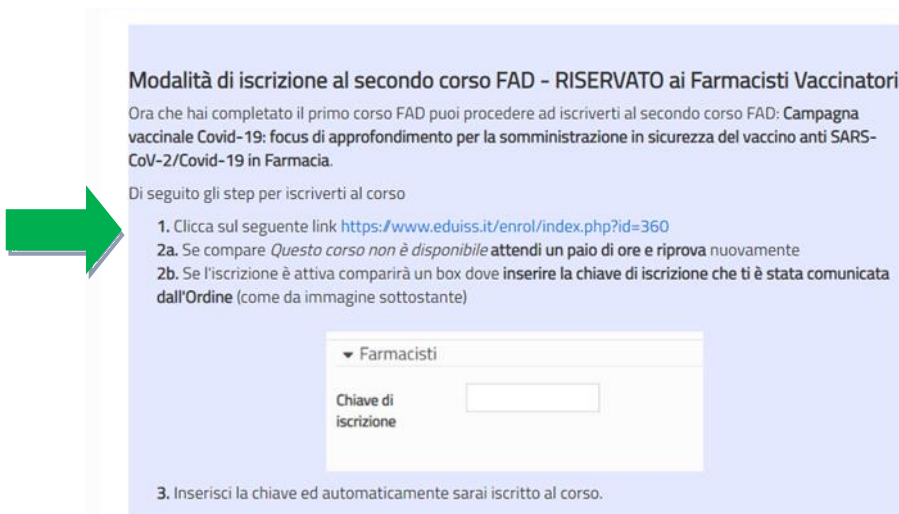 Modalità di iscrizione al secondo corso FAD - RISERVATO ai Farmacisti Vaccinatori
Ora che hai completato il primo corso FAD puoi procedere ad iscriverti al secondo corso FAD: Campagna
vaccinale Covid-19: focus di approfondimento per la somministrazione in sicurezza del vaccino anti SARS-
CoV-2/Covid-19 in Farmacia.
Di seguito gli step per iscriverti al corso
1. Clicca sul seguente link https://www.eduiss.it/enrol/index.php?id=360
2a. Se compare Questo corso non è disponibile attendi un paio di ore e riprova nuovamente
2b. Se l'iscrizione è attiva comparirà un box dove inserire la chiave di iscrizione che ti è stata comunicata
dall'Ordine (come da immagine sottostante)
Farmacisti
Chiave di
iscrizione
3. Inserisci la chiave ed automaticamente sarai iscritto al corso.